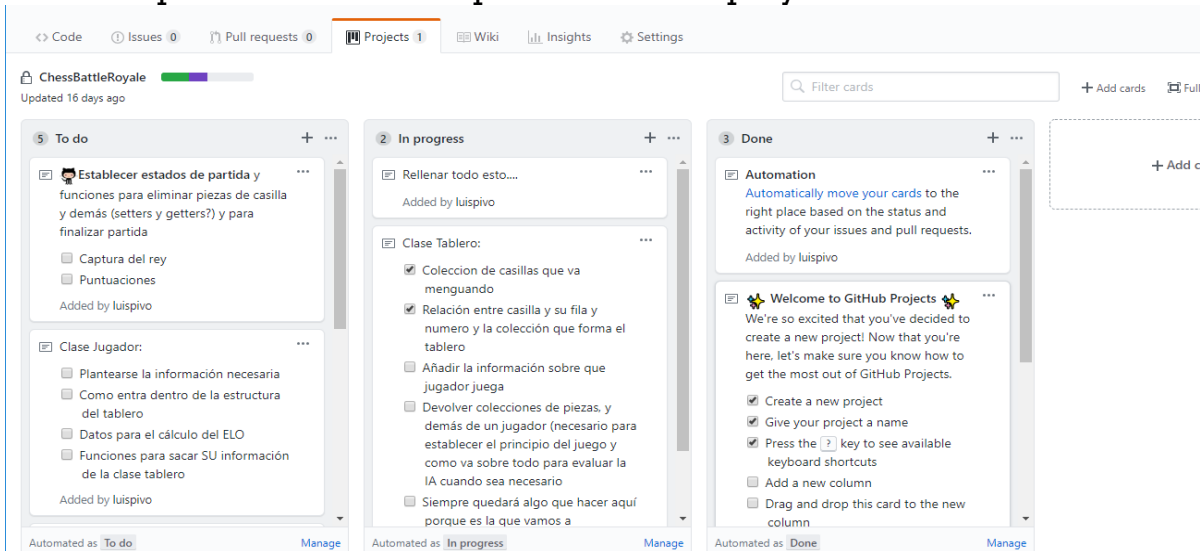 Code Issues 0 Pull requests 0 Projects 1 Wiki Insights Settings
ChessBattleRoyale
Updated 16 days ago
Filter cards
+ Add cards
Full
5 To do
Establecer estados de partida y
funciones para eliminar piezas de casilla
y demás (setters y getters?) y para
finalizar partida
Captura del rey
Puntuaciones
Added by luispivo
Clase Jugador:
Plantearse la información necesaria
Como entra dentro de la estructura
del tablero
Datos para el cálculo del ELO
Funciones para sacar SU información
de la clase tablero
Added by luispivo
Automated as To do Manage
2 In progress
Rellenar todo esto....
Added by luispivo
Clase Tablero:
Coleccion de casillas que va
menguando
Relación entre casilla y su fila y
numero y la colección que forma el
tablero
Añadir la información sobre que
jugador juega
Devolver colecciones de piezas, y
demás de un jugador (necesario para
establecer el principio del juego y
como va sobre todo para evaluar la
IA cuando sea necesario
Siempre quedará algo que hacer aquí
porque es la que vamos a
Automated as In progress Manage
3 Done
Automation
Automatically move your cards to the
right place based on the status and
activity of your issues and pull requests.
Added by luispivo
Welcome to GitHub Projects
We're so excited that you've decided to
create a new project! Now that you're
here, let's make sure you know how to
get the most out of GitHub Projects.
Create a new project
Give your project a name
Press the ? key to see available
keyboard shortcuts
Add a new column
Drag and drop this card to the new
column
Automated as Done Manage
+ Add c